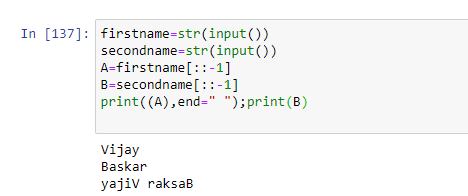 In [137]: firstname=str(input())
secondname=str(input())
A=firstname[::-1]
B=secondname[::-1]
print((A),end=" ");print(B)
Vijay
Baskar
yajiV raksaB